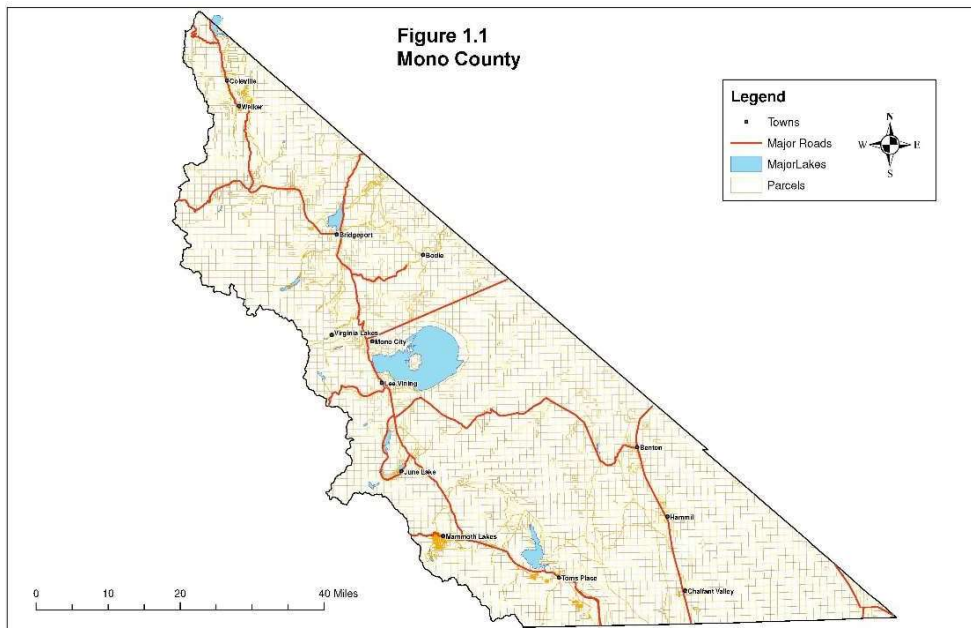 Figure 1.1
Mono County
Legend
Towns
Major Roads
MajorLakes
Parcels
N
W E
S
Coleville
Walker
Bridgeport
Bodie
Virginia Lakes
Mono City
Lee Vining
Benton
June Lake
Hammil
Mammoth Lakes
Toms Place
Chalfant Valley
0 10 20 40 Miles